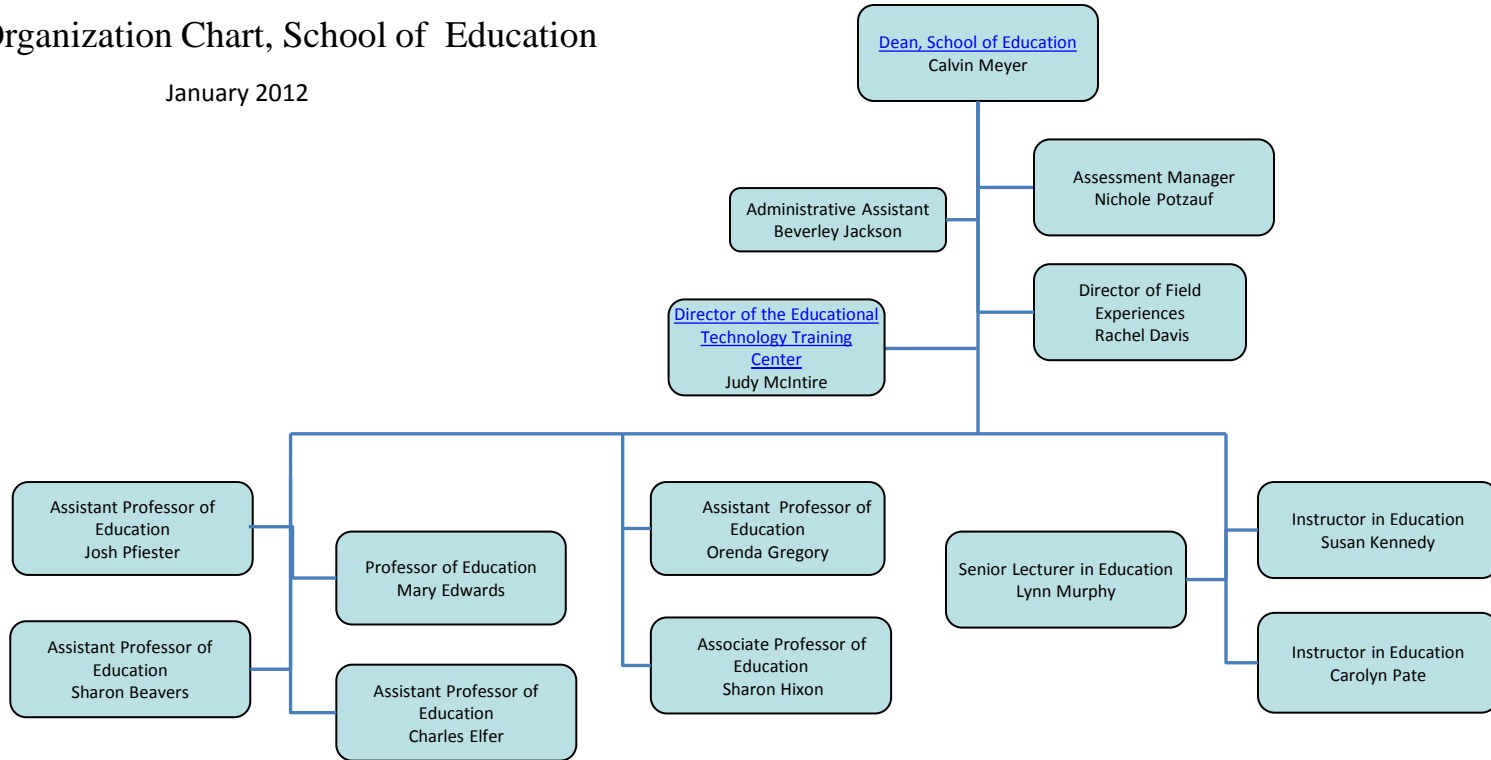 Organization Chart, School of Education
January 2012
Dean, School of Education
Calvin Meyer
Assessment Manager
Nichole Potzauf
Administrative Assistant
Beverley Jackson
Director of Field
Experiences
Rachel Davis
Director of the Educational
Technology Training
Center
Judy McIntire
Assistant Professor of
Education
Josh Pfiester
Professor of Education
Mary Edwards
Assistant Professor of
Education
Orenda Gregory
Senior Lecturer in Education
Lynn Murphy
Instructor in Education
Susan Kennedy
Assistant Professor of
Education
Sharon Beavers
Assistant Professor of
Education
Charles Elfer
Associate Professor of
Education
Sharon Hixon
Instructor in Education
Carolyn Pate